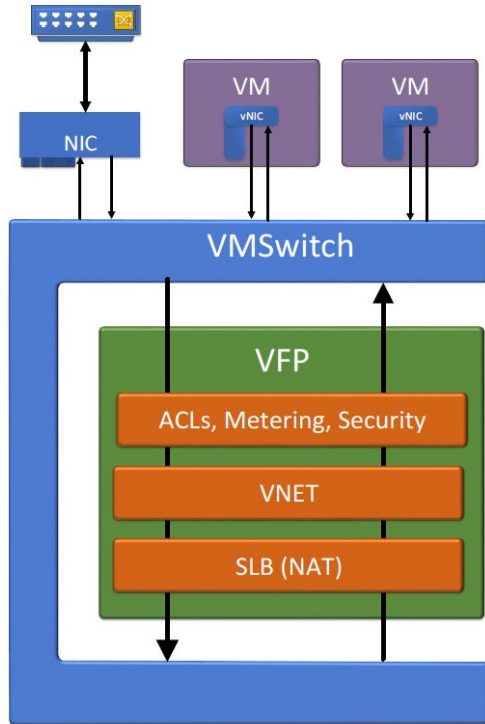 VM
VM
vNIC
vNIC
NIC
VMSwitch
VFP
ACLs, Metering, Security
VNET
SLB (NAT)